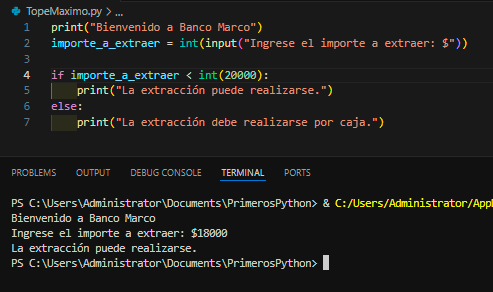 TopeMaximo.py > ...
1 print("Bienvenido a Banco Marco")
2 importe_a_extraer = int(input("Ingrese el importe a extraer: $"))
3
4 if importe_a_extraer < int(20000):
5 print("La extracción puede realizarse.")
6 else:
7 print("La extracción debe realizarse por caja.")
PROBLEMS OUTPUT DEBUG CONSOLE TERMINAL PORTS
PS C:\Users\Administrator\Documents\PrimerosPython> & C:/Users/Administrator/App
Bienvenido a Banco Marco
Ingrese el importe a extraer: $18000
La extracción puede realizarse.
PS C:\Users\Administrator\Documents\PrimerosPython>